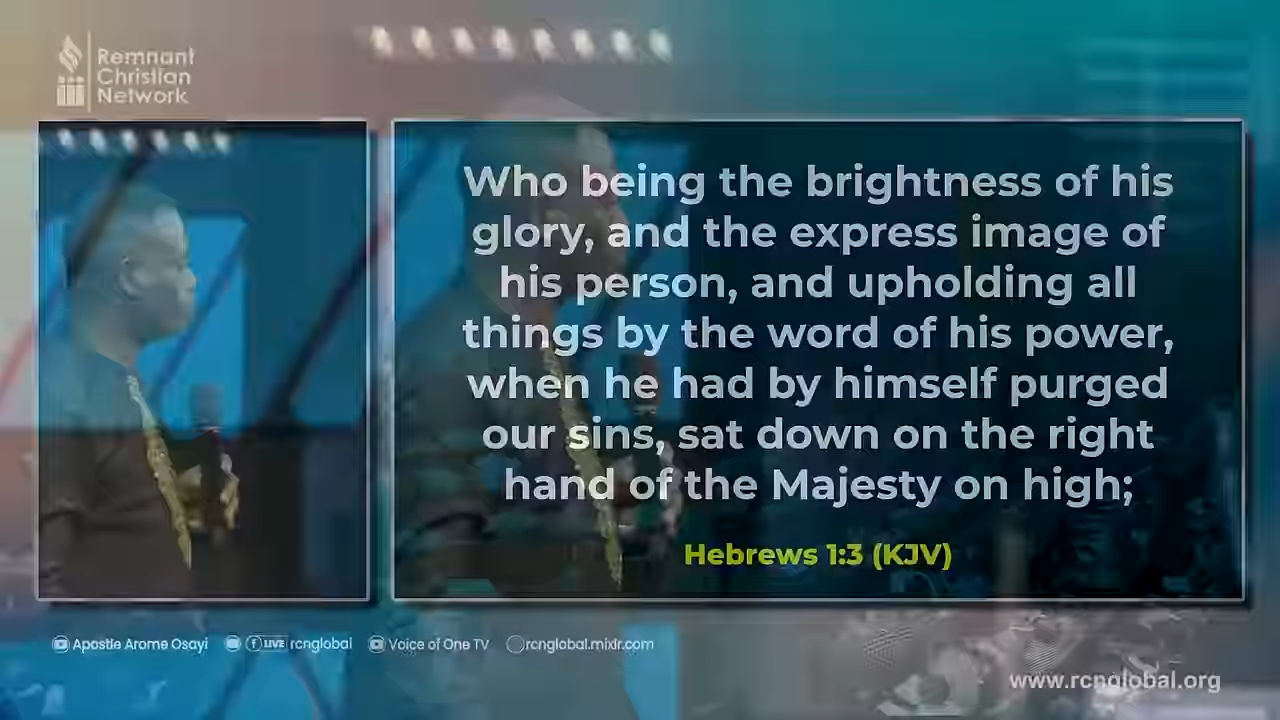 Remnant
Christian
Network
Who being the brightness of his
glory, and the express image of
his person, and upholding all
things by the word of his power,
when he had by himself purged
our sins, sat down on the right
hand of the Majesty on high;
Hebrews 1:3 (KJV)
Apostle Arome Osayi LIVE rcnglobal Voice of One TV rcnglobal.mixlr.com
www.rcnglobal.org